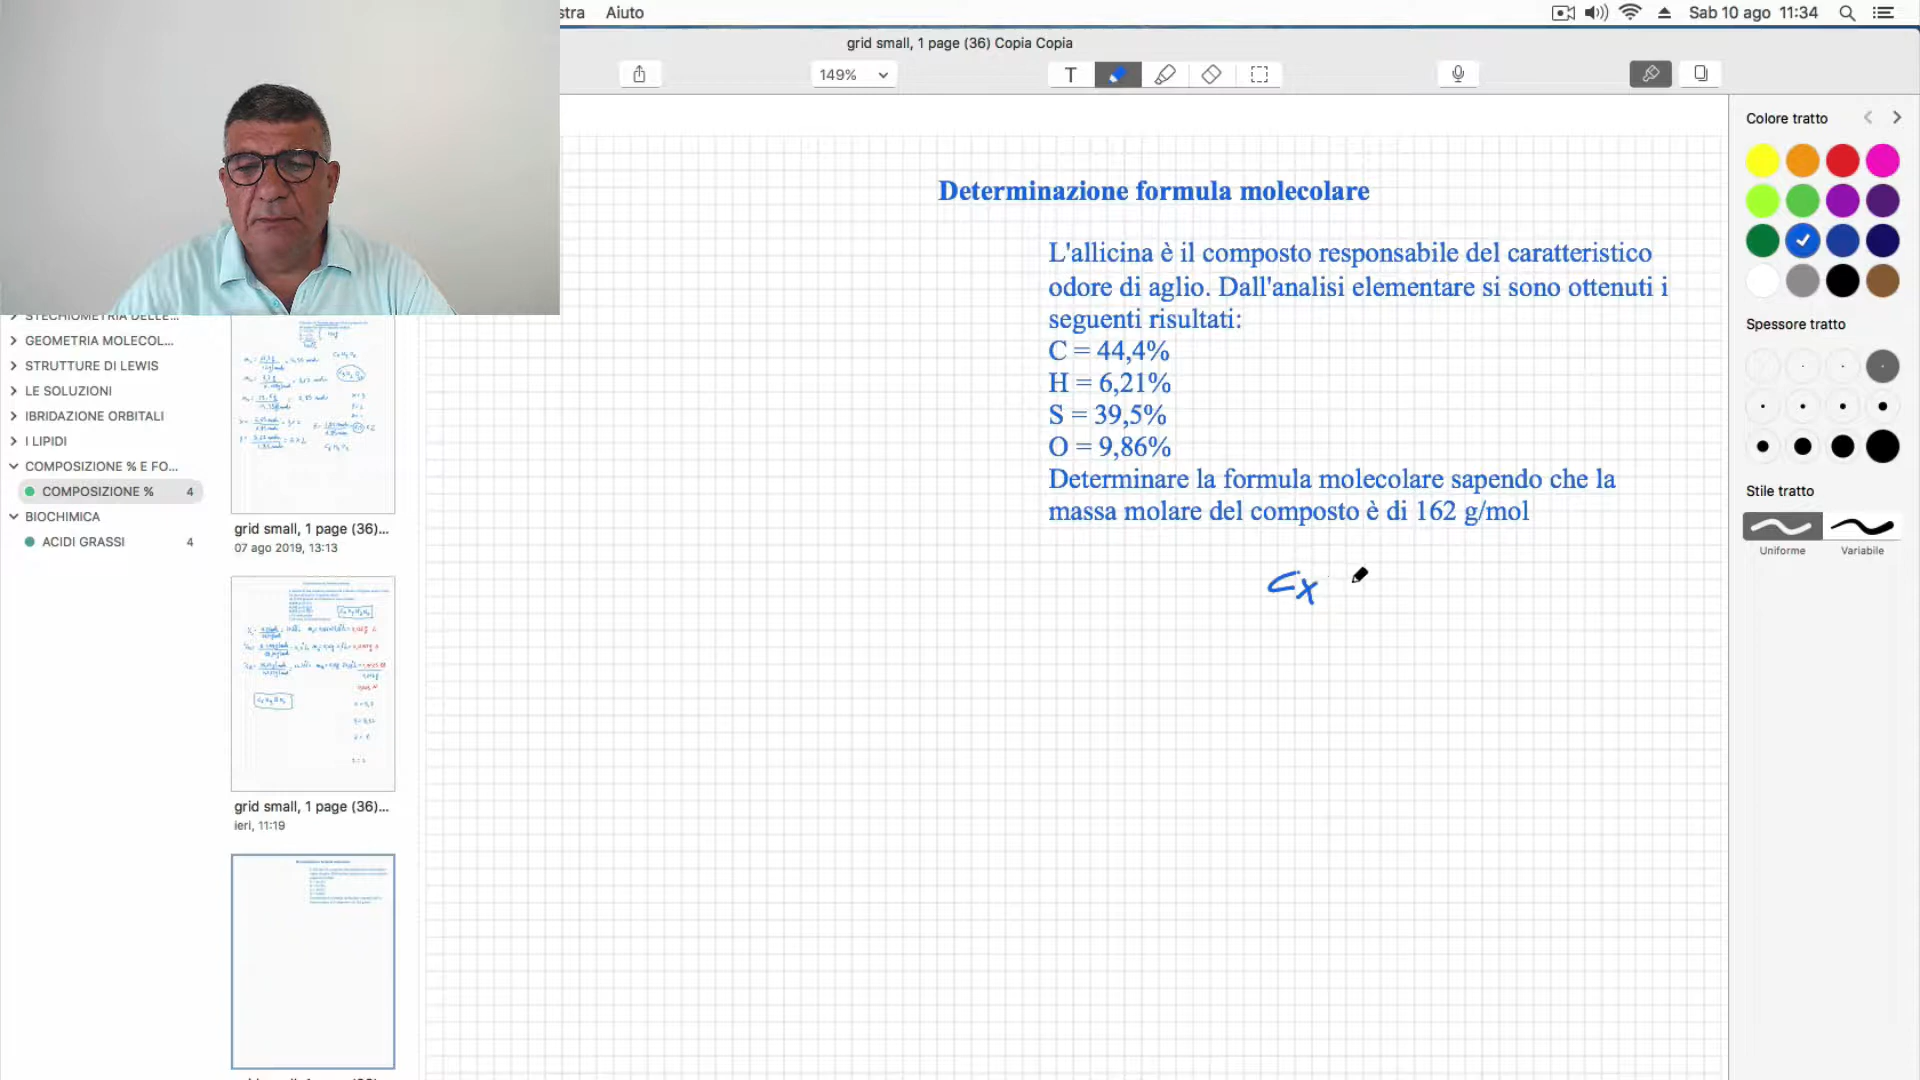 stra Aiuto
Sab 10 ago 11:34
grid small, 1 page (36) Copia Copia
149%
T
STECHIOMETRIA DELLE...
GEOMETRIA MOLECOL...
STRUTTURE DI LEWIS
LE SOLUZIONI
IBRIDAZIONE ORBITALI
I LIPIDI
COMPOSIZIONE % E FO...
COMPOSIZIONE % 4
BIOCHIMICA
ACIDI GRASSI 4
grid small, 1 page (36)...
07 ago 2019, 13:13
grid small, 1 page (36)...
ieri, 11:19
Determinazione formula molecolare
L'allicina è il composto responsabile del caratteristico
odore di aglio. Dall'analisi elementare si sono ottenuti i
seguenti risultati:
C = 44,4%
H = 6,21%
S = 39,5%
O = 9,86%
Determinare la formula molecolare sapendo che la
massa molare del composto è di 162 g/mol
Cx
Colore tratto
Spessore tratto
Stile tratto
Uniforme Variabile